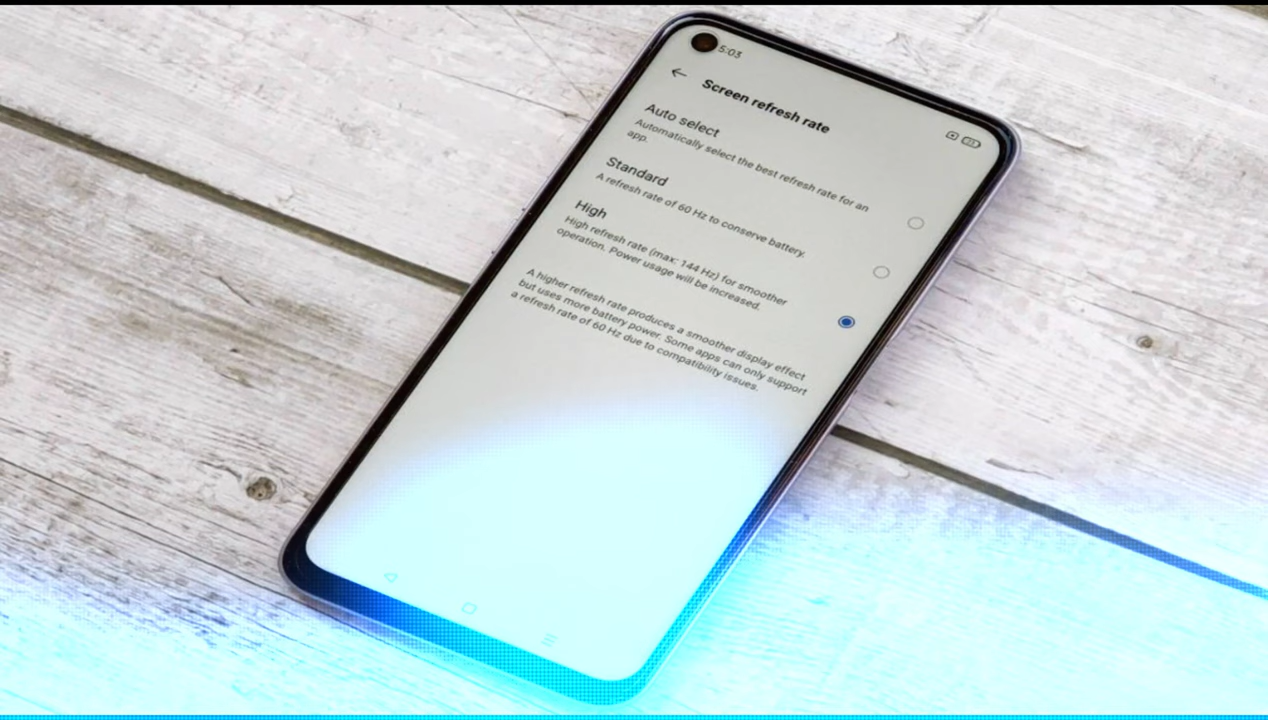 5:03
Screen refresh rate
Auto select
Automatically select the best refresh rate for an
app.
Standard
A refresh rate of 60 Hz to conserve battery.
High
High refresh rate (max: 144 Hz) for smoother
operation. Power usage will be increased.
A higher refresh rate produces a smoother display effect
but uses more battery power. Some apps can only support
a refresh rate of 60 Hz due to compatibility issues.